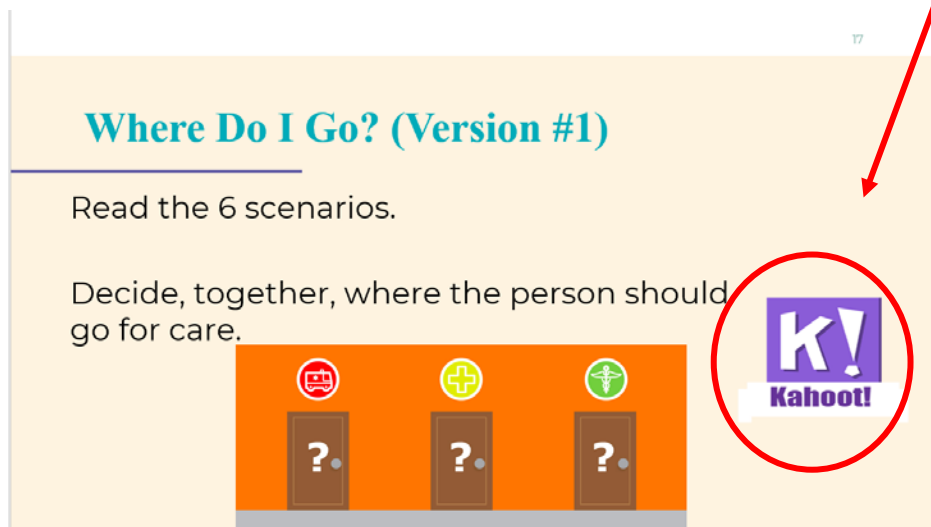 17
Where Do I Go? (Version #1)
Read the 6 scenarios.
Decide, together, where the person should
go for care.
K!
Kahoot!
? ? ?